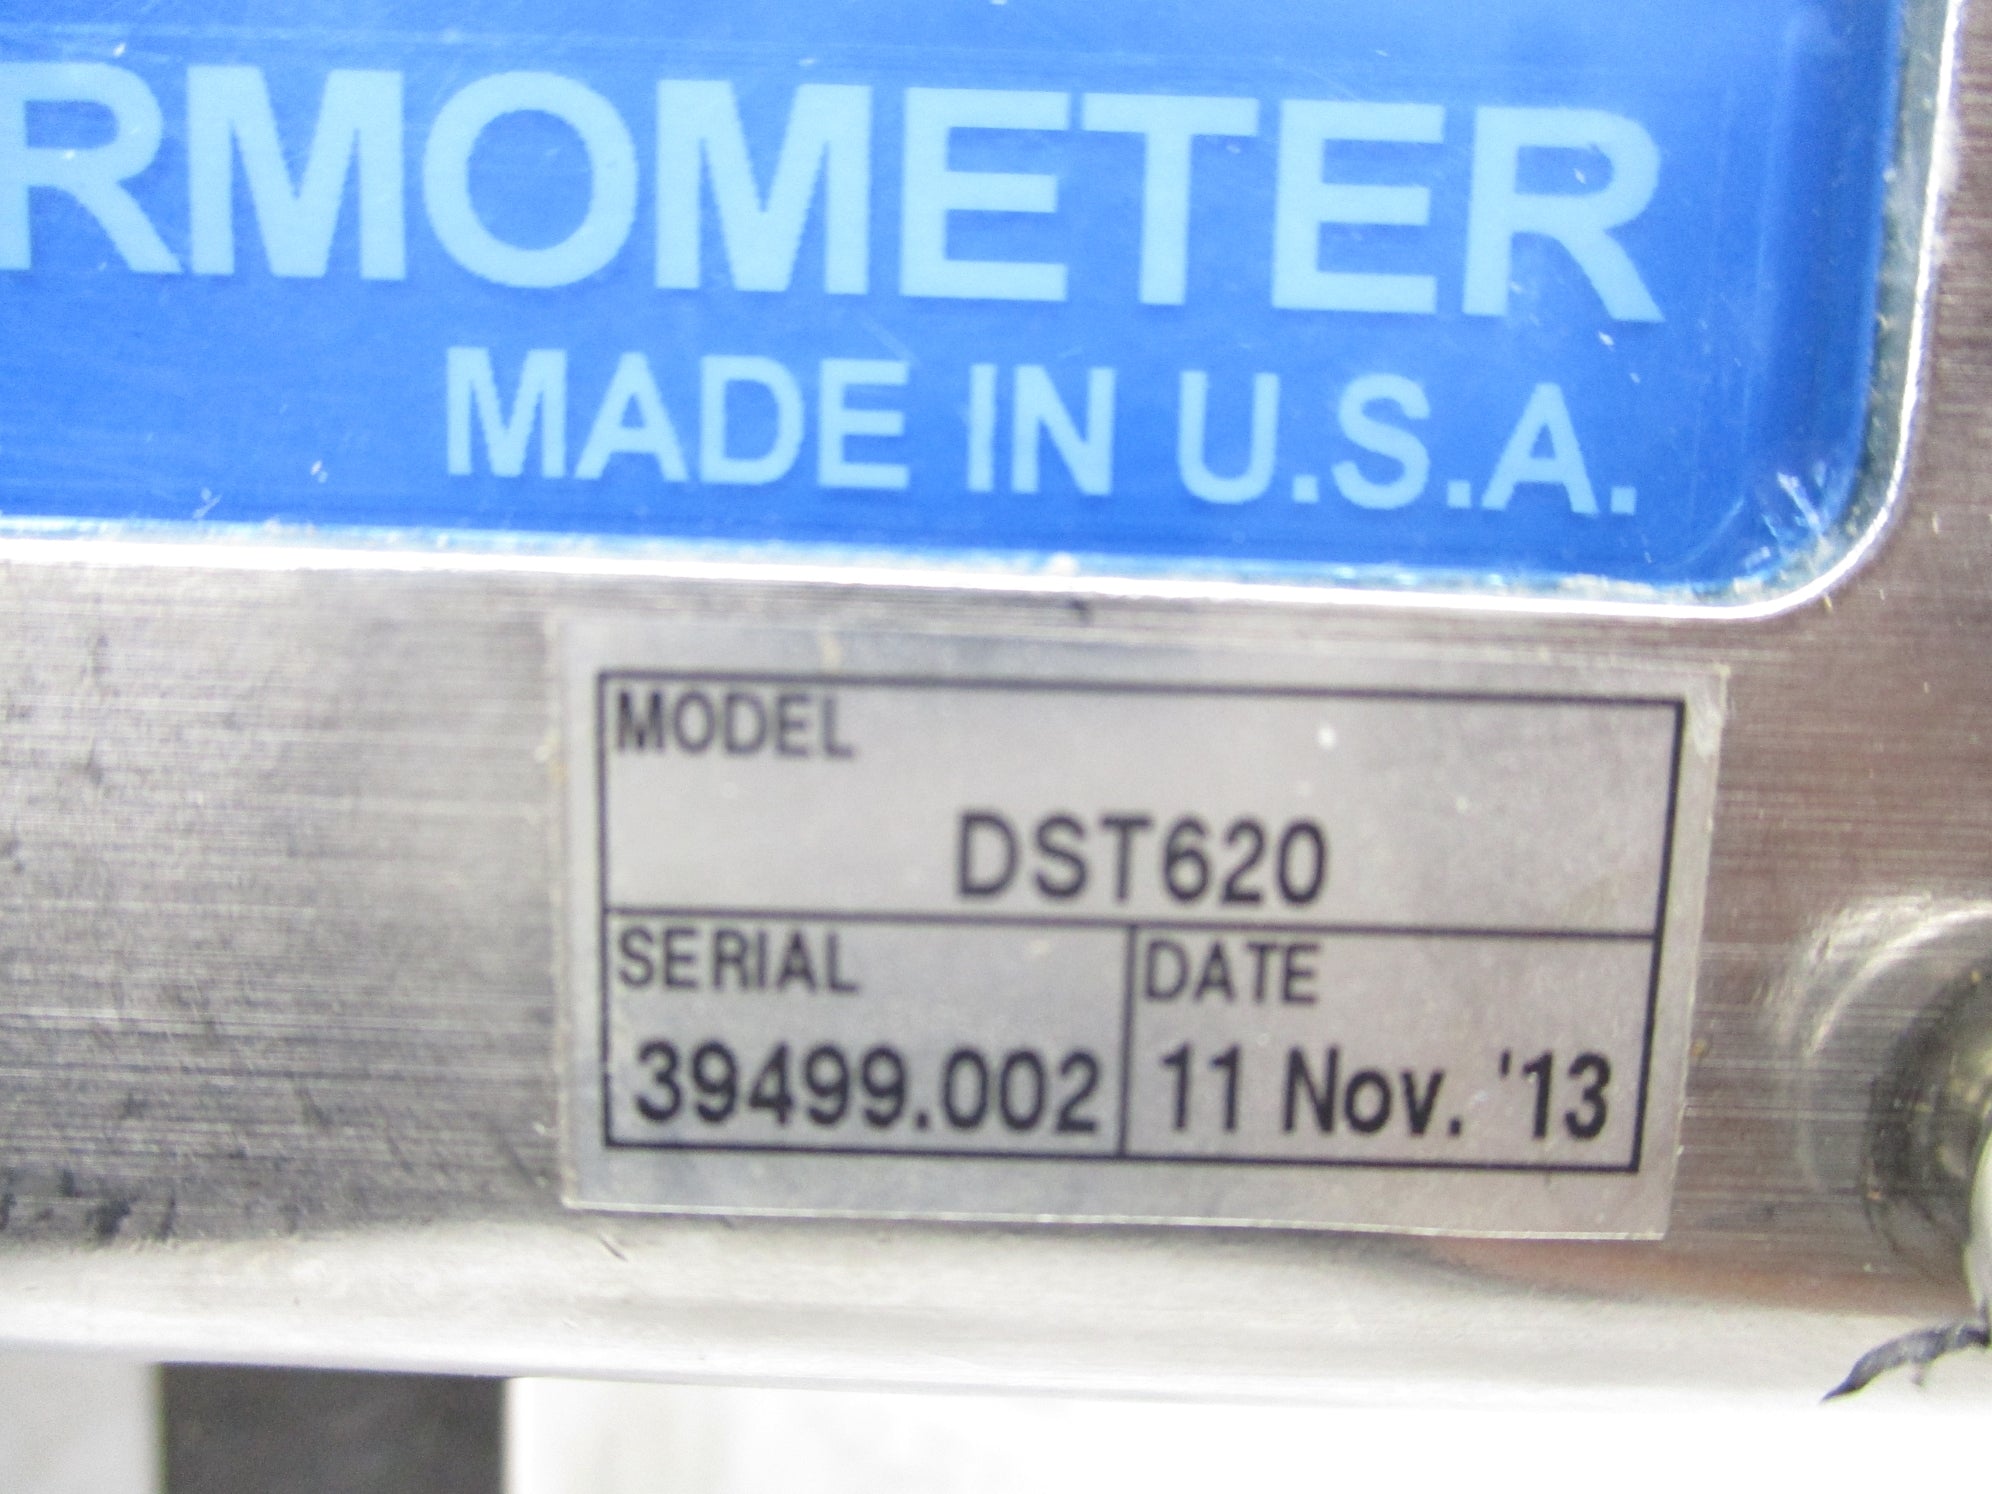 RMOMETER
MADE IN U.S.A.
MODEL
DST620
SERIAL DATE
39499.002 11 Nov. '13